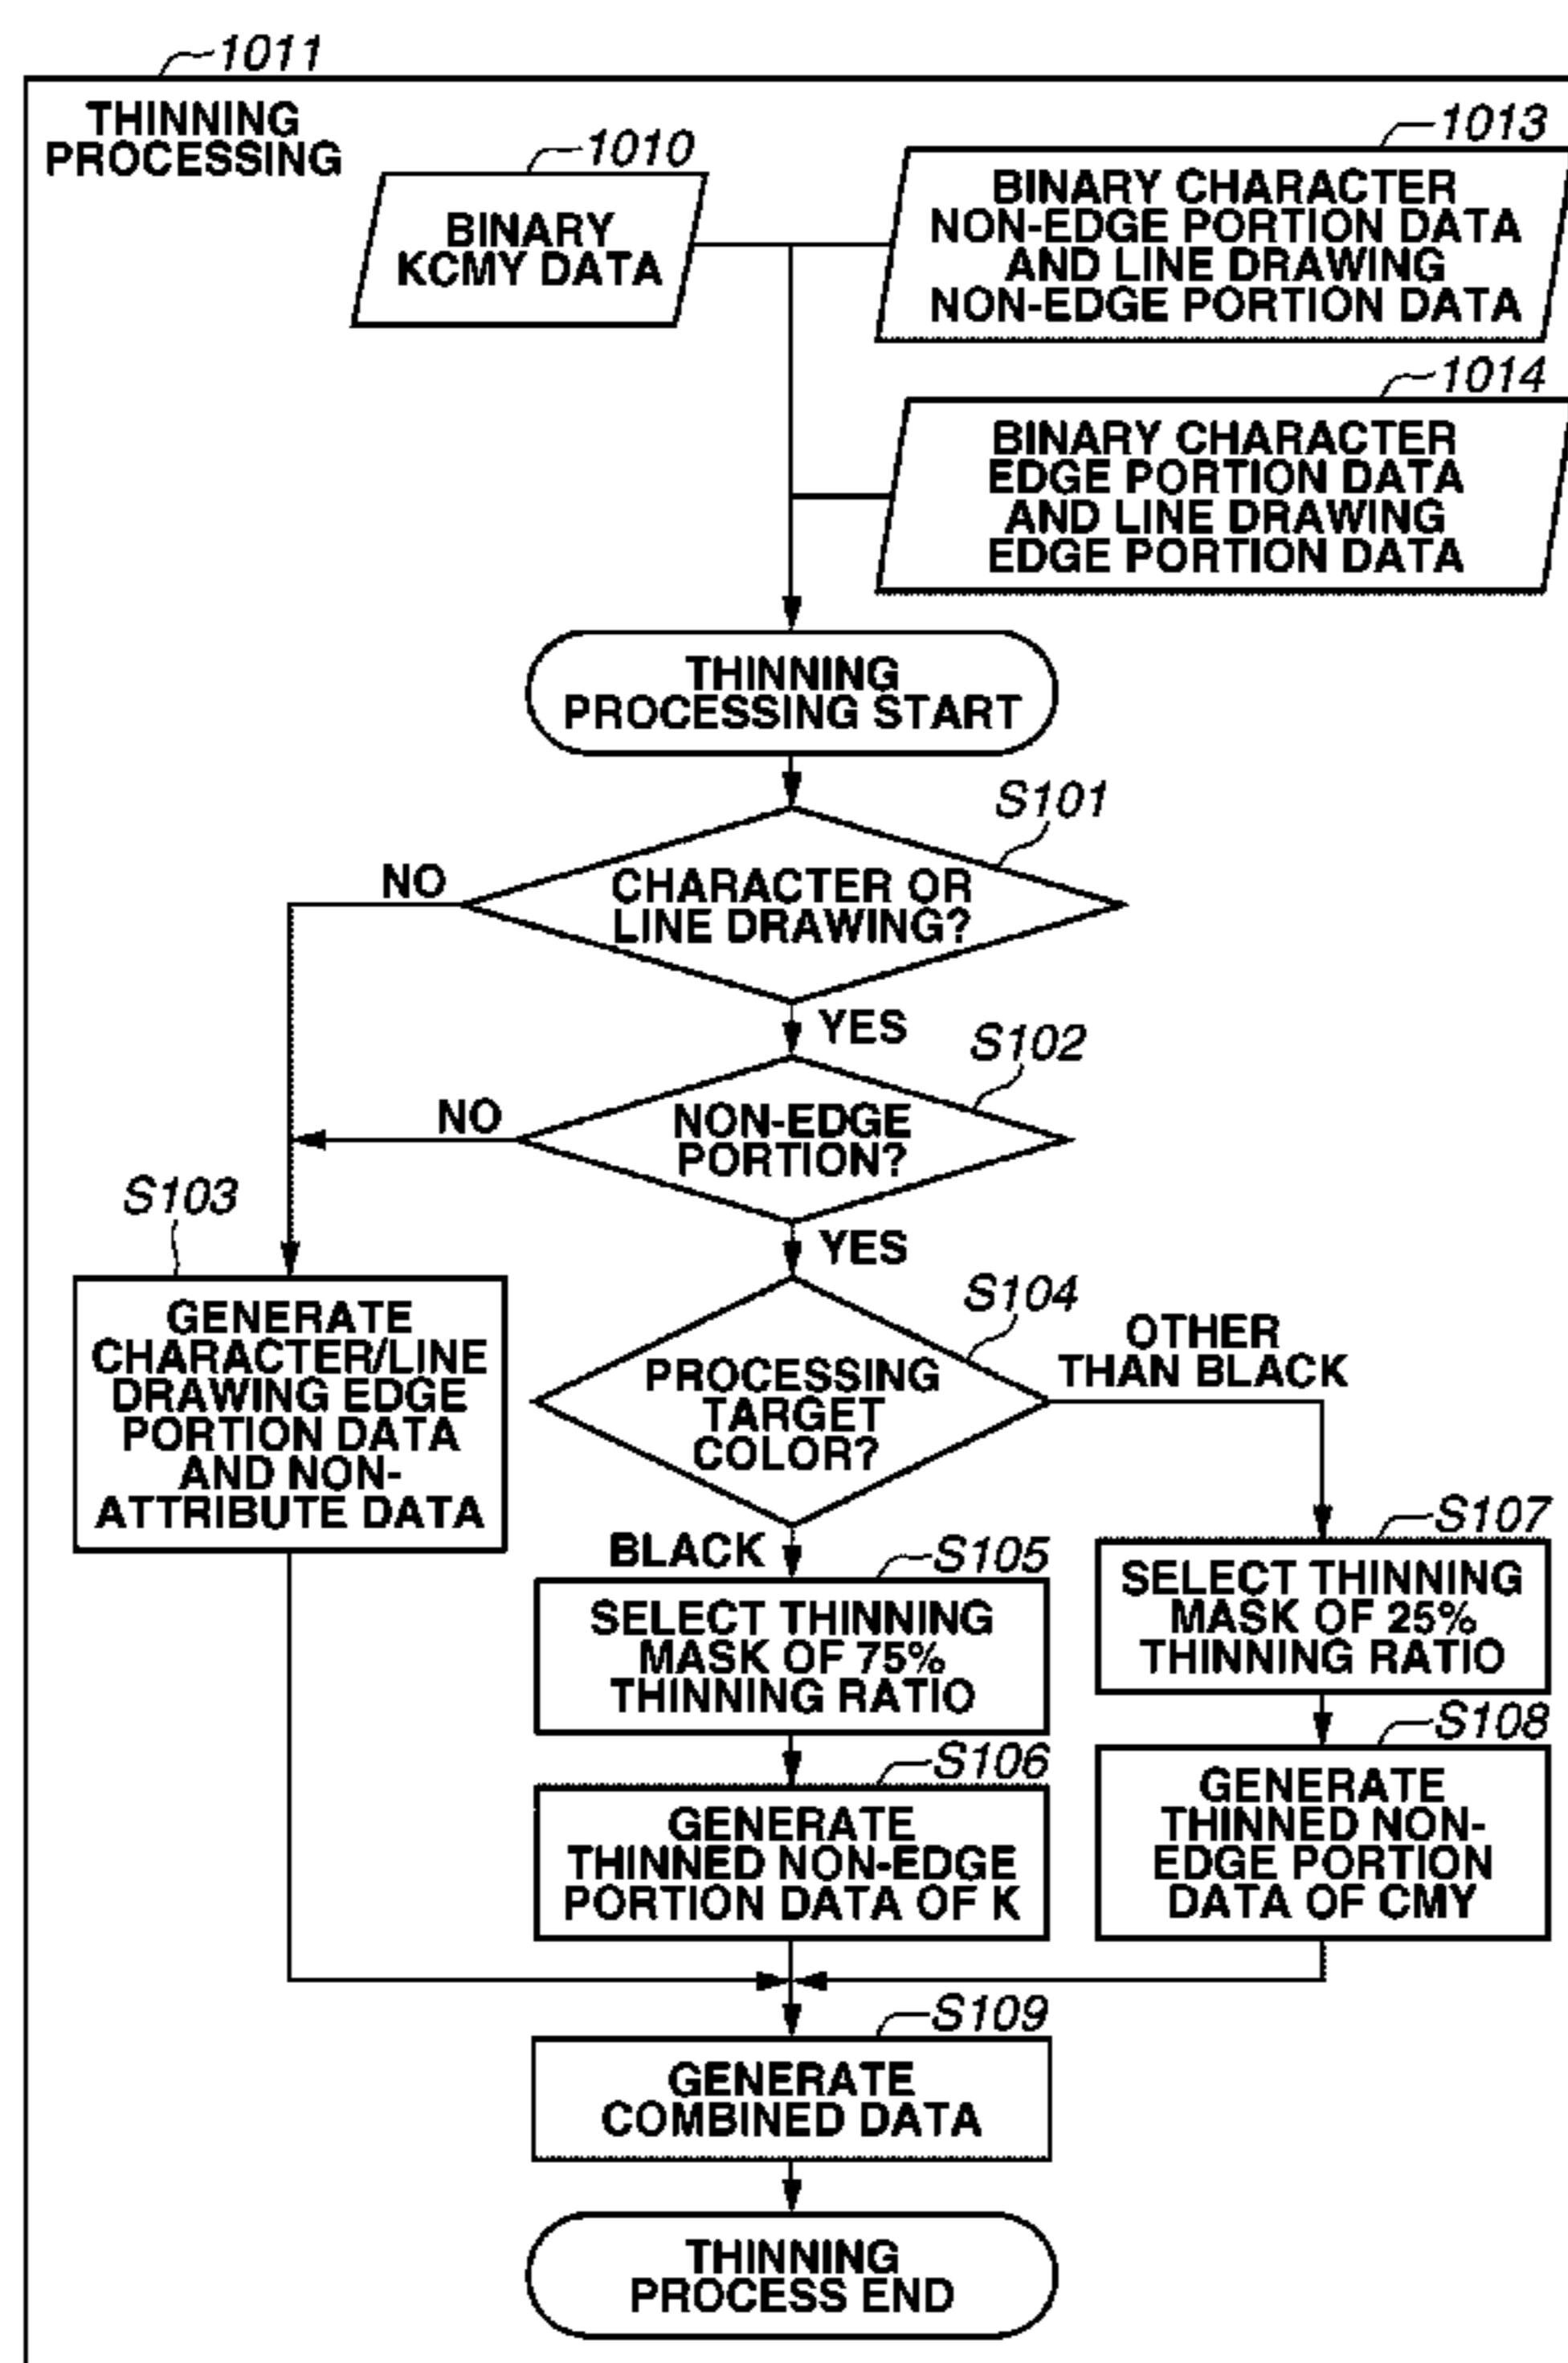 1011
THINNING
PROCESSING
1010
BINARY
KCMY DATA
1013
BINARY CHARACTER
NON-EDGE PORTION DATA
AND LINE DRAWING
NON-EDGE PORTION DATA
1014
BINARY CHARACTER
EDGE PORTION DATA
AND LINE DRAWING
EDGE PORTION DATA
THINNING
PROCESSING START
S101
CHARACTER OR
LINE DRAWING?
NO
YES
S102
NON-EDGE
PORTION?
NO
YES
S103
GENERATE
CHARACTER/LINE
DRAWING EDGE
PORTION DATA
AND NON-
ATTRIBUTE DATA
S104
PROCESSING
TARGET
COLOR?
OTHER
THAN BLACK
BLACK
S105
SELECT THINNING
MASK OF 75%
THINNING RATIO
S107
SELECT THINNING
MASK OF 25%
THINNING RATIO
S106
GENERATE
THINNED NON-EDGE
PORTION DATA OF K
S108
GENERATE
THINNED NON-
EDGE PORTION
DATA OF CMY
S109
GENERATE
COMBINED DATA
THINNING
PROCESS END